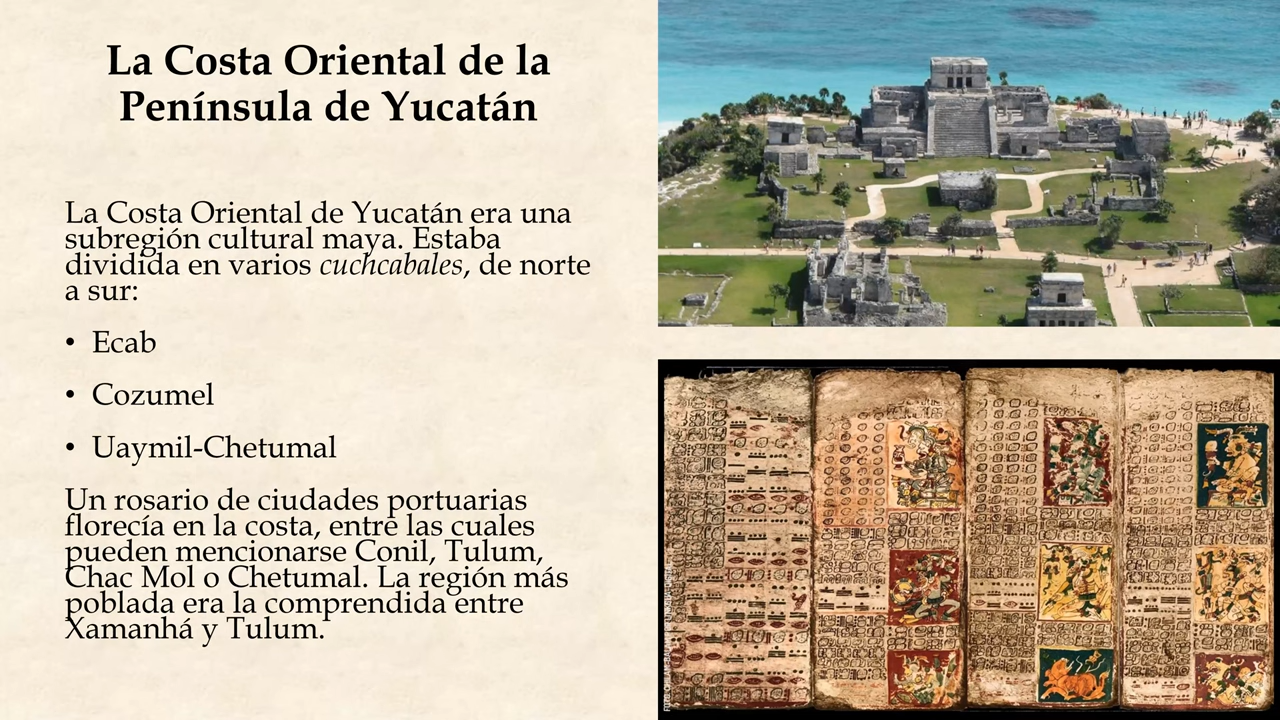 La Costa Oriental de la
Península de Yucatán
La Costa Oriental de Yucatán era una
subregión cultural maya. Estaba
dividida en varios cuchcabales, de norte
a sur:
• Ecab
• Cozumel
• Uaymil-Chetumal
Un rosario de ciudades portuarias
florecía en la costa, entre las cuales
pueden mencionarse Conil, Tulum,
Chac Mol o Chetumal. La región más
poblada era la comprendida entre
Xamanhá y Tulum.